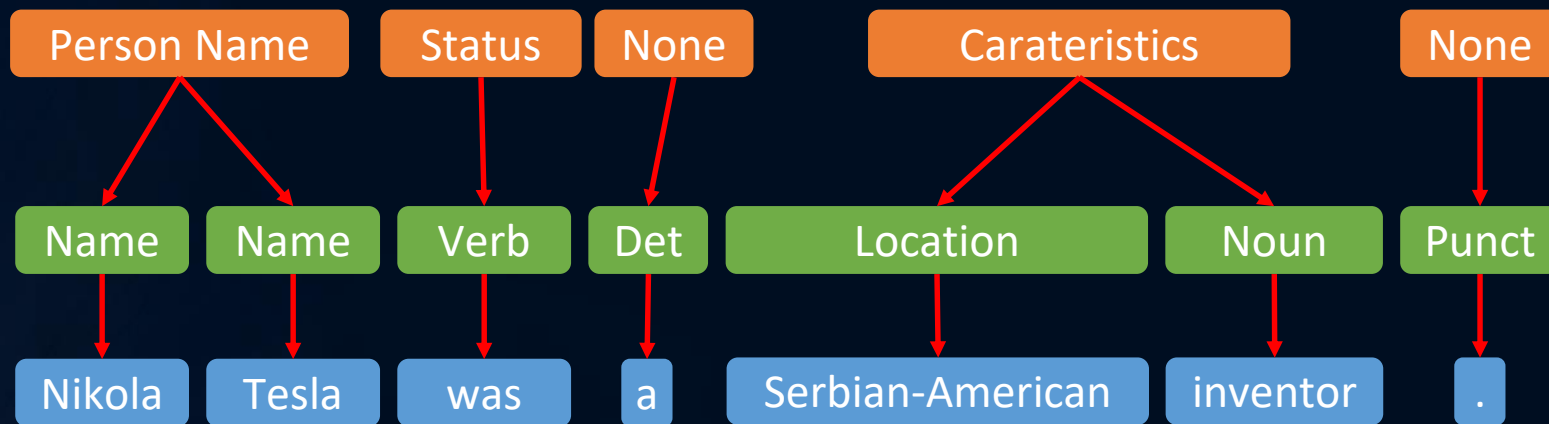 Person Name Status None Carateristics None
Name Name Verb Det Location Noun Punct
Nikola Tesla was a Serbian-American inventor .